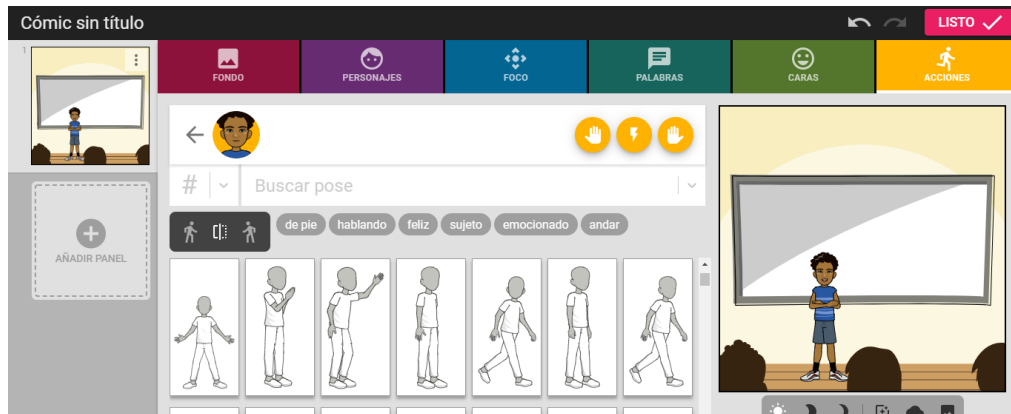 Cómic sin título
LISTO
1
FONDO
PERSONAJES
FOCO
PALABRAS
CARAS
ACCIONES
# Buscar pose
de pie hablando feliz sujeto emocionado andar
AÑADIR PANEL